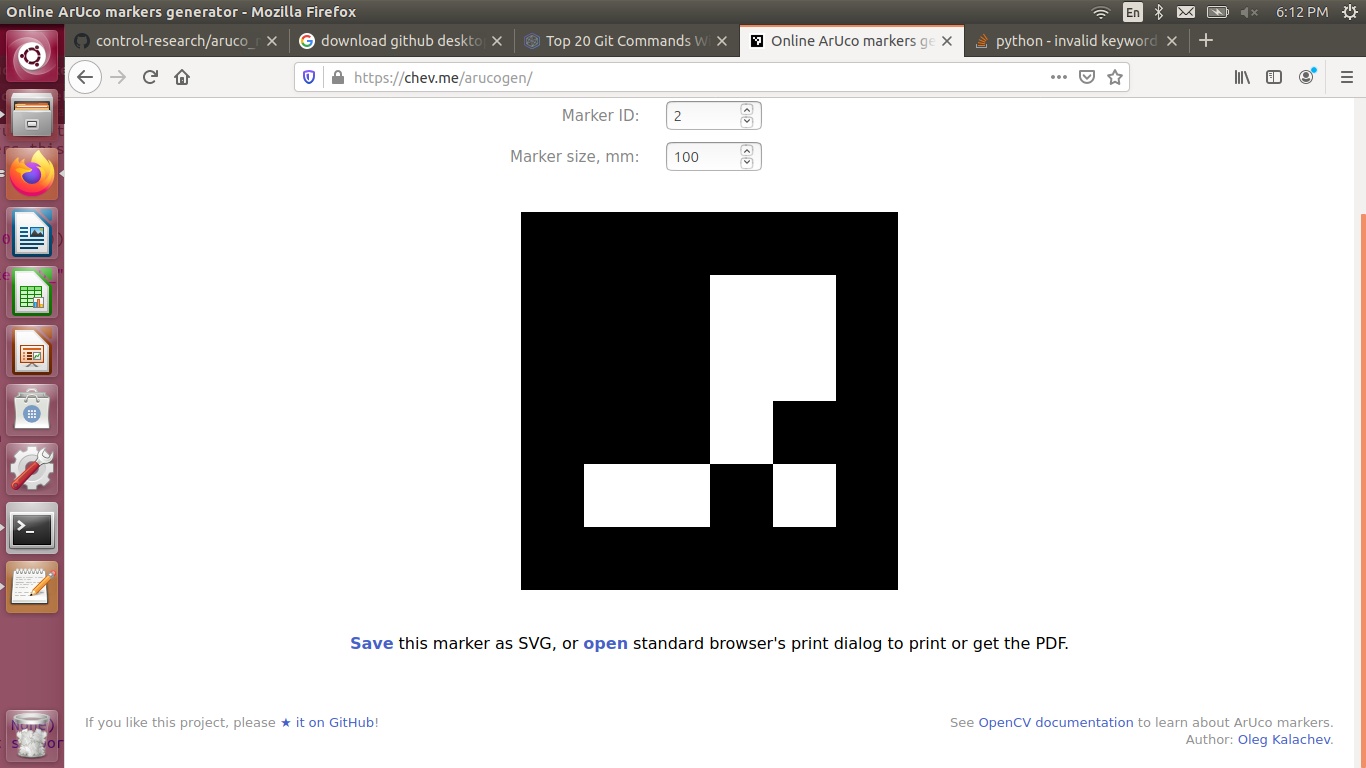 Online ArUco markers generator - Mozilla Firefox
En
6:12 PM
control-research/aruco_
download github deskto
Top 20 Git Commands W
Online ArUco markers ge
python - invalid keyword
https://chev.me/arucogen/
Marker ID:
2
Marker size, mm:
100
Save this marker as SVG, or open standard browser's print dialog to print or get the PDF.
If you like this project, please ★ it on GitHub!
See OpenCV documentation to learn about ArUco markers.
Author: Oleg Kalachev.